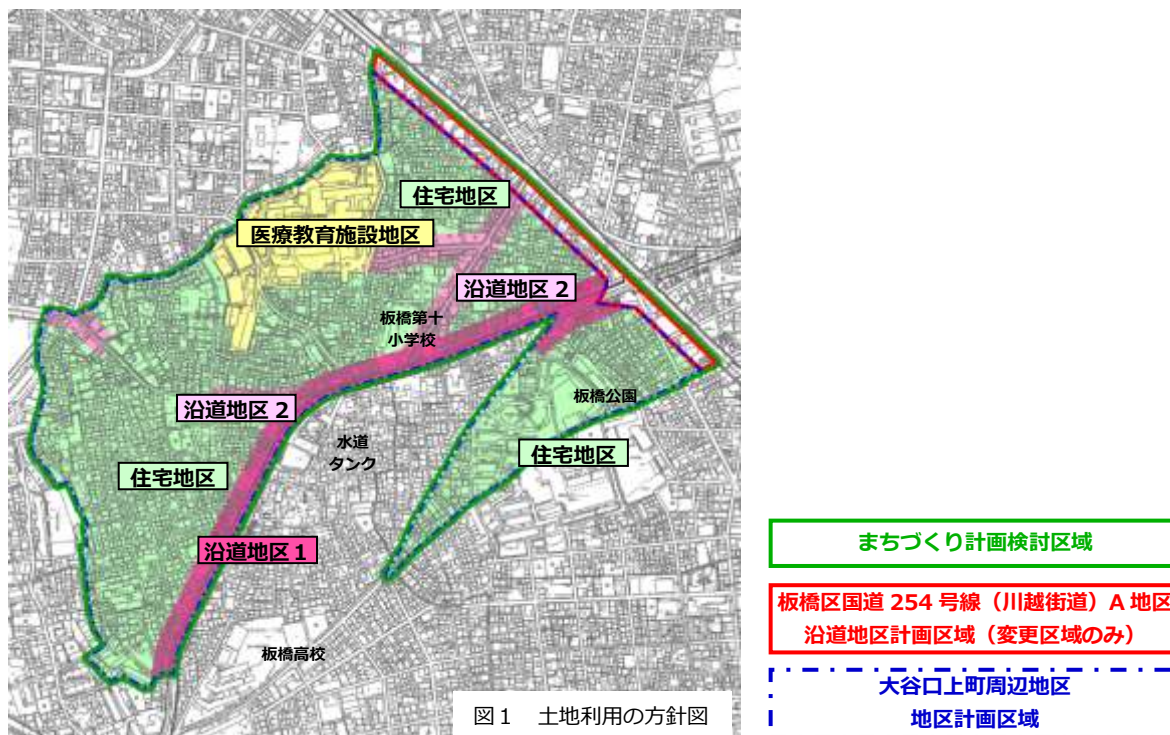 住宅地区
医療教育施設地区
沿道地区２
板橋第十
小学校
沿道地区２
板橋公園
水道
タンク
住宅地区
住宅地区
沿道地区１
板橋高校
図１　土地利用の方針図
まちづくり計画検討区域
板橋区国道 254 号線（川越街道）A 地区
沿道地区計画区域（変更区域のみ）
大谷口上町周辺地区
地区計画区域